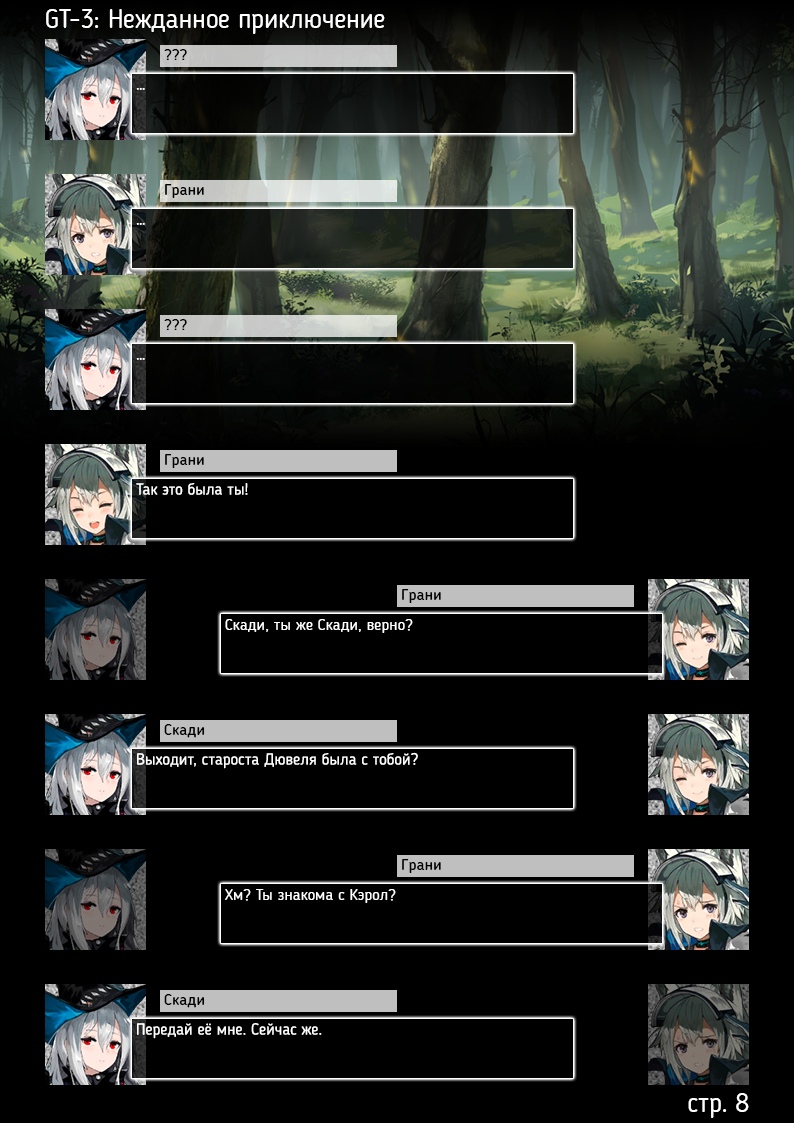 GT-3: Нежданное приключение
???
...
Грани
...
???
...
Грани
Так это была ты!
Грани
Скади, ты же Скади, верно?
Скади
Выходит, староста Дювеля была с тобой?
Грани
Хм? Ты знакома с Кэрол?
Скади
Передай её мне. Сейчас же.
стр. 8